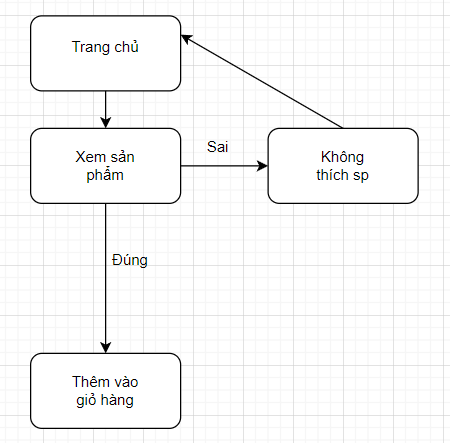 Trang chủ
Xem sản
phẩm
Sai
Không
thích sp
Đúng
Thêm vào
giỏ hàng